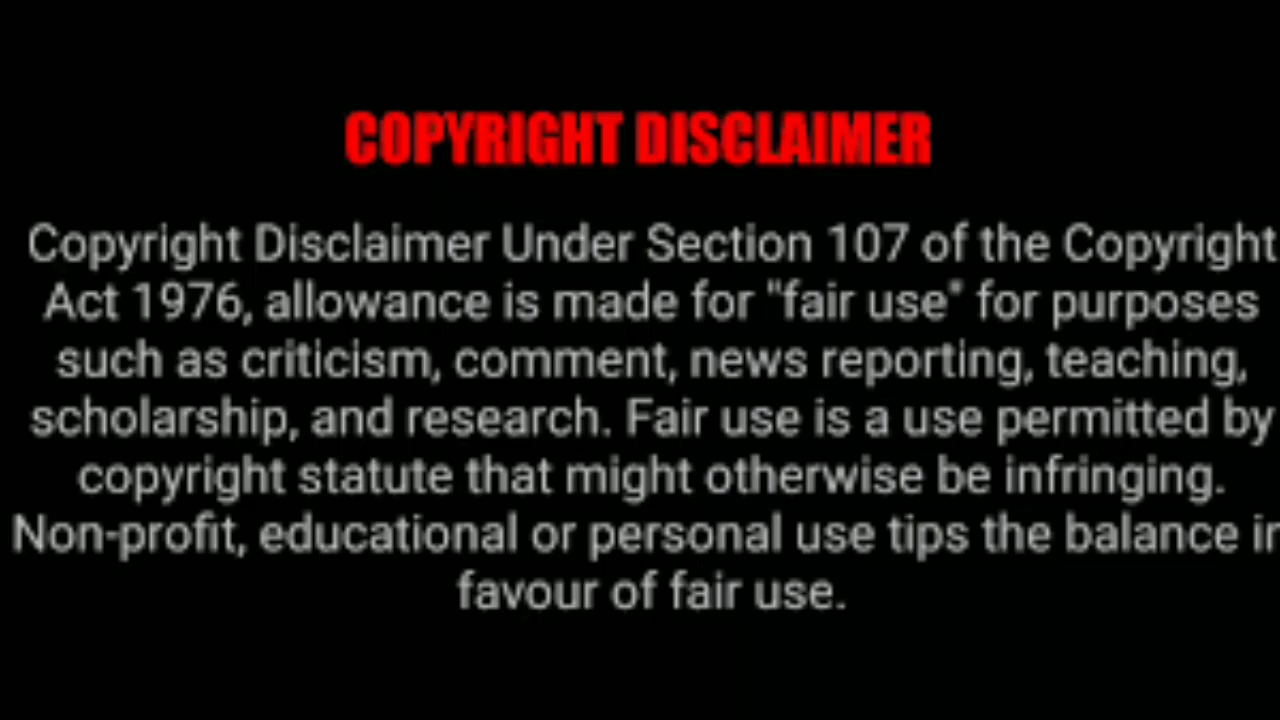 COPYRIGHT DISCLAIMER
Copyright Disclaimer Under Section 107 of the Copyright
Act 1976, allowance is made for "fair use" for purposes
such as criticism, comment, news reporting, teaching,
scholarship, and research. Fair use is a use permitted by
copyright statute that might otherwise be infringing.
Non-profit, educational or personal use tips the balance in
favour of fair use.